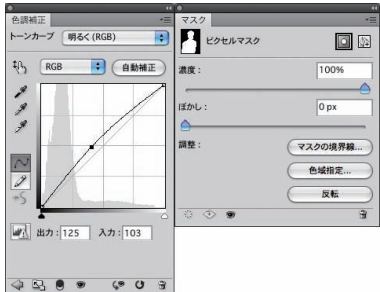 色調補正
トーンカーブ 明るく(RGB)
RGB 自動補正
出力:125 入力:103
マスク
ピクセルマスク
濃度: 100%
ぼかし: 0 px
調整: マスクの境界線...
色域指定...
反転